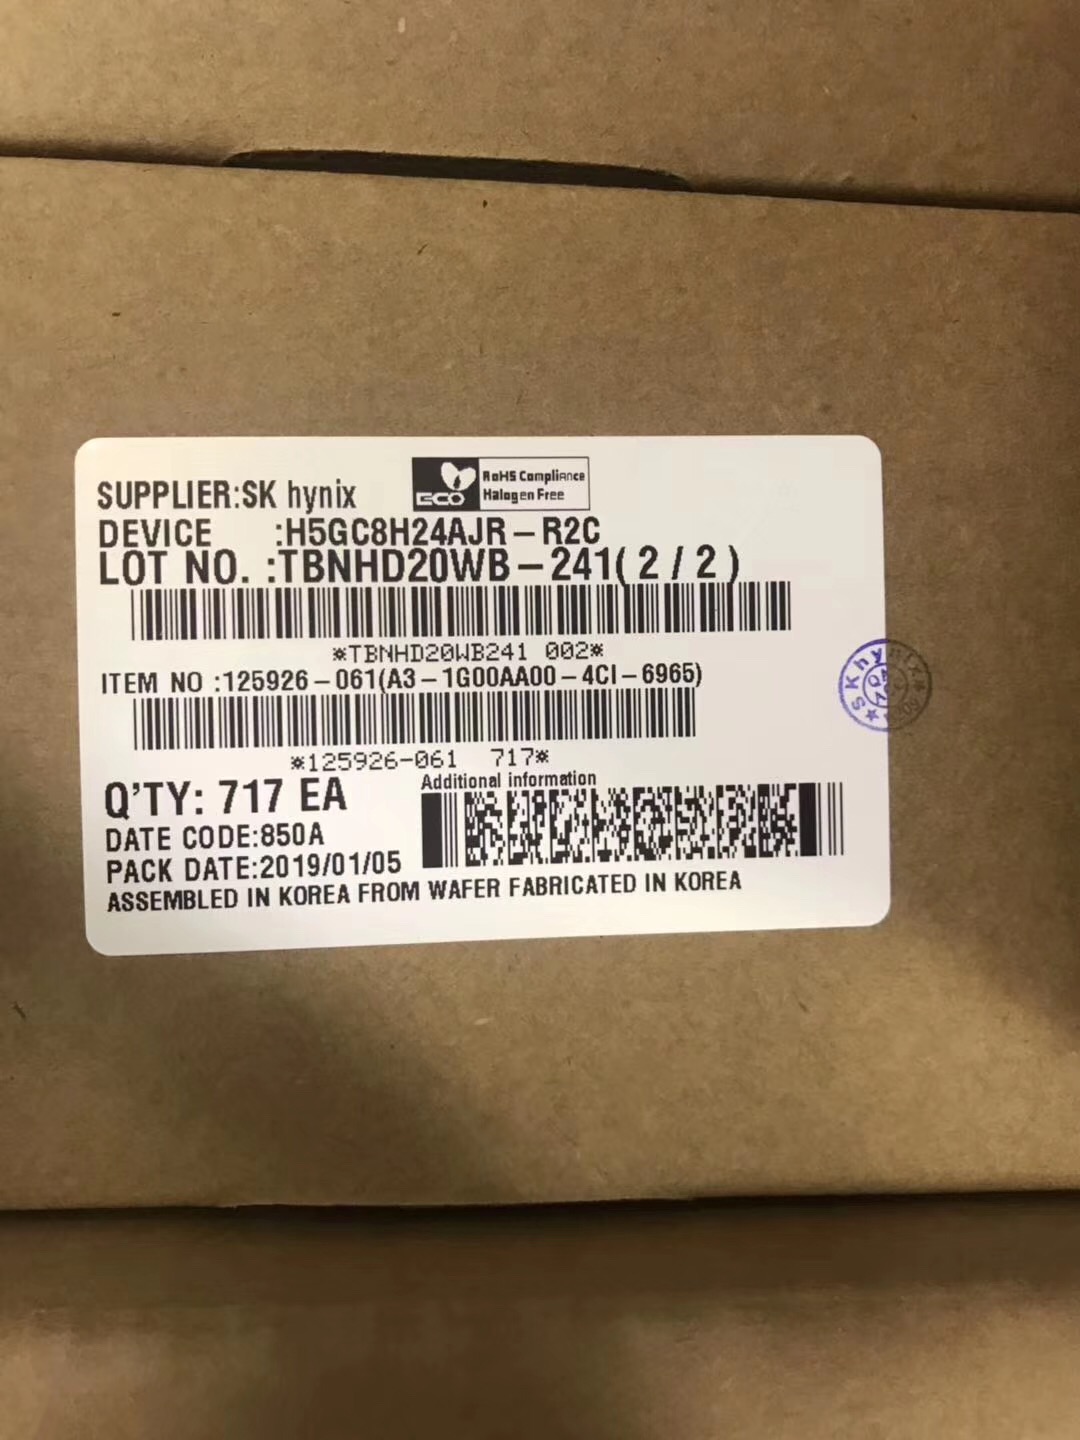 SUPPLIER:SK hynix
ECO
RoHS Compliance
Halogen Free
DEVICE :H5GC8H24AJR-R2C
LOT NO. :TBNHD20WB-241(2/2)
*TBNHD20WB241 002*
ITEM NO :125926-061(A3-1G00AA00-4CI-6965)
*125926-061 717*
Q'TY: 717 EA
Additional information
DATE CODE:850A
PACK DATE:2019/01/05
ASSEMBLED IN KOREA FROM WAFER FABRICATED IN KOREA
SKhynix